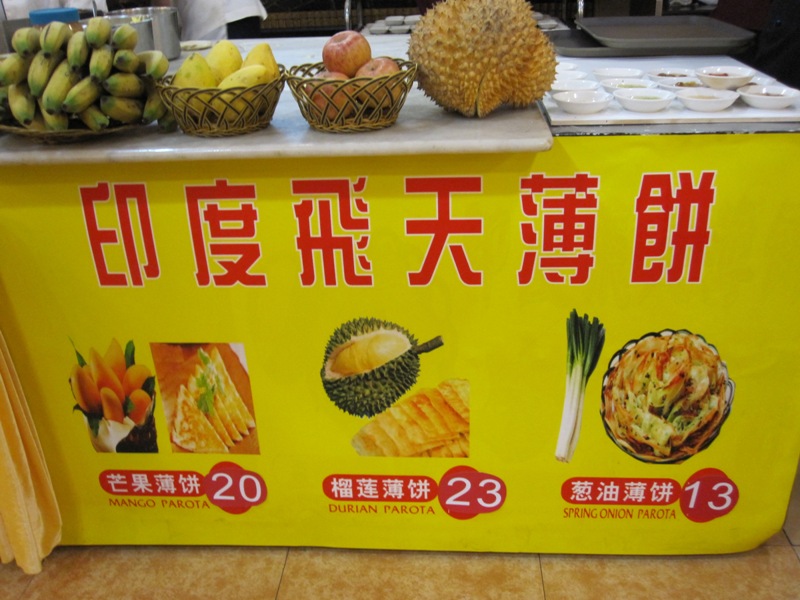 印度飛天薄餅
芒果薄饼 20
MANGO PAROTA
榴莲薄饼 23
DURIAN PAROTA
葱油薄饼 13
SPRING ONION PAROTA